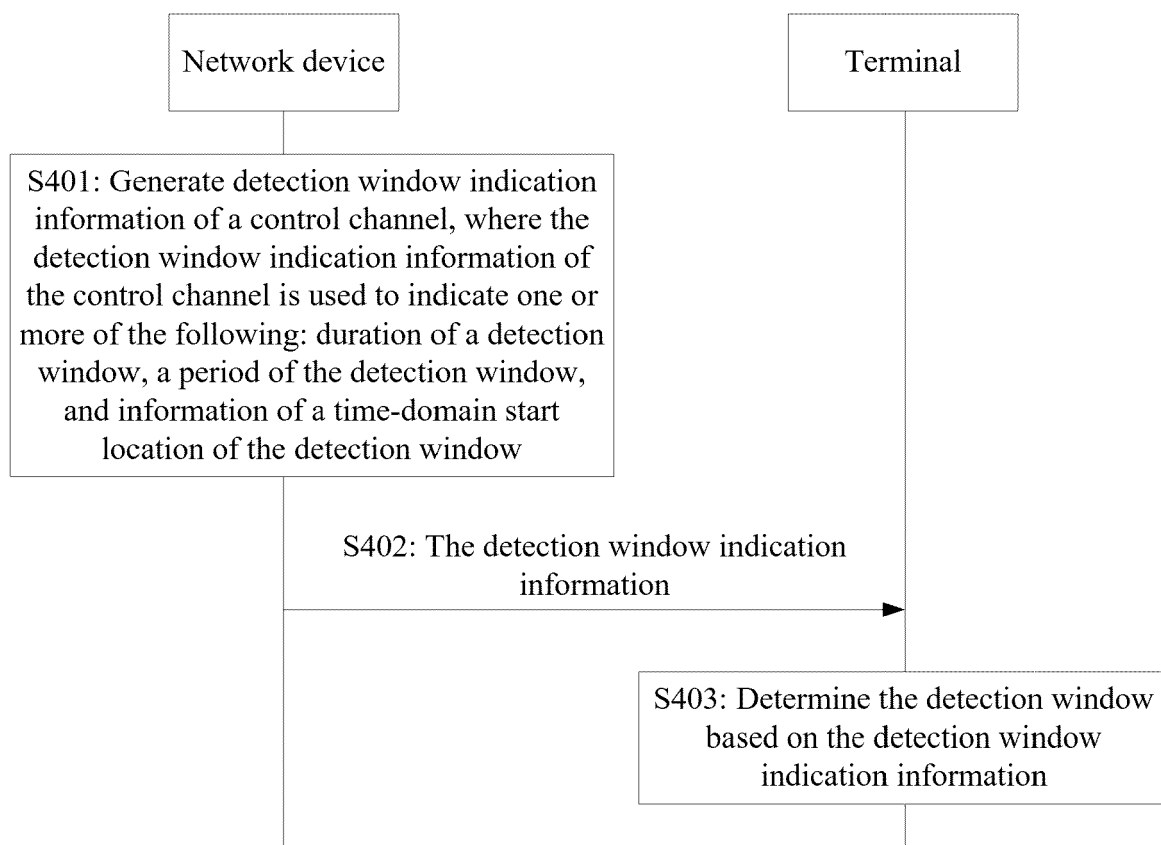 Network device
Terminal
S401: Generate detection window indication
information of a control channel, where the
detection window indication information of
the control channel is used to indicate one or
more of the following: duration of a detection
window, a period of the detection window,
and information of a time-domain start
location of the detection window
S402: The detection window indication
information
S403: Determine the detection window
based on the detection window
indication information